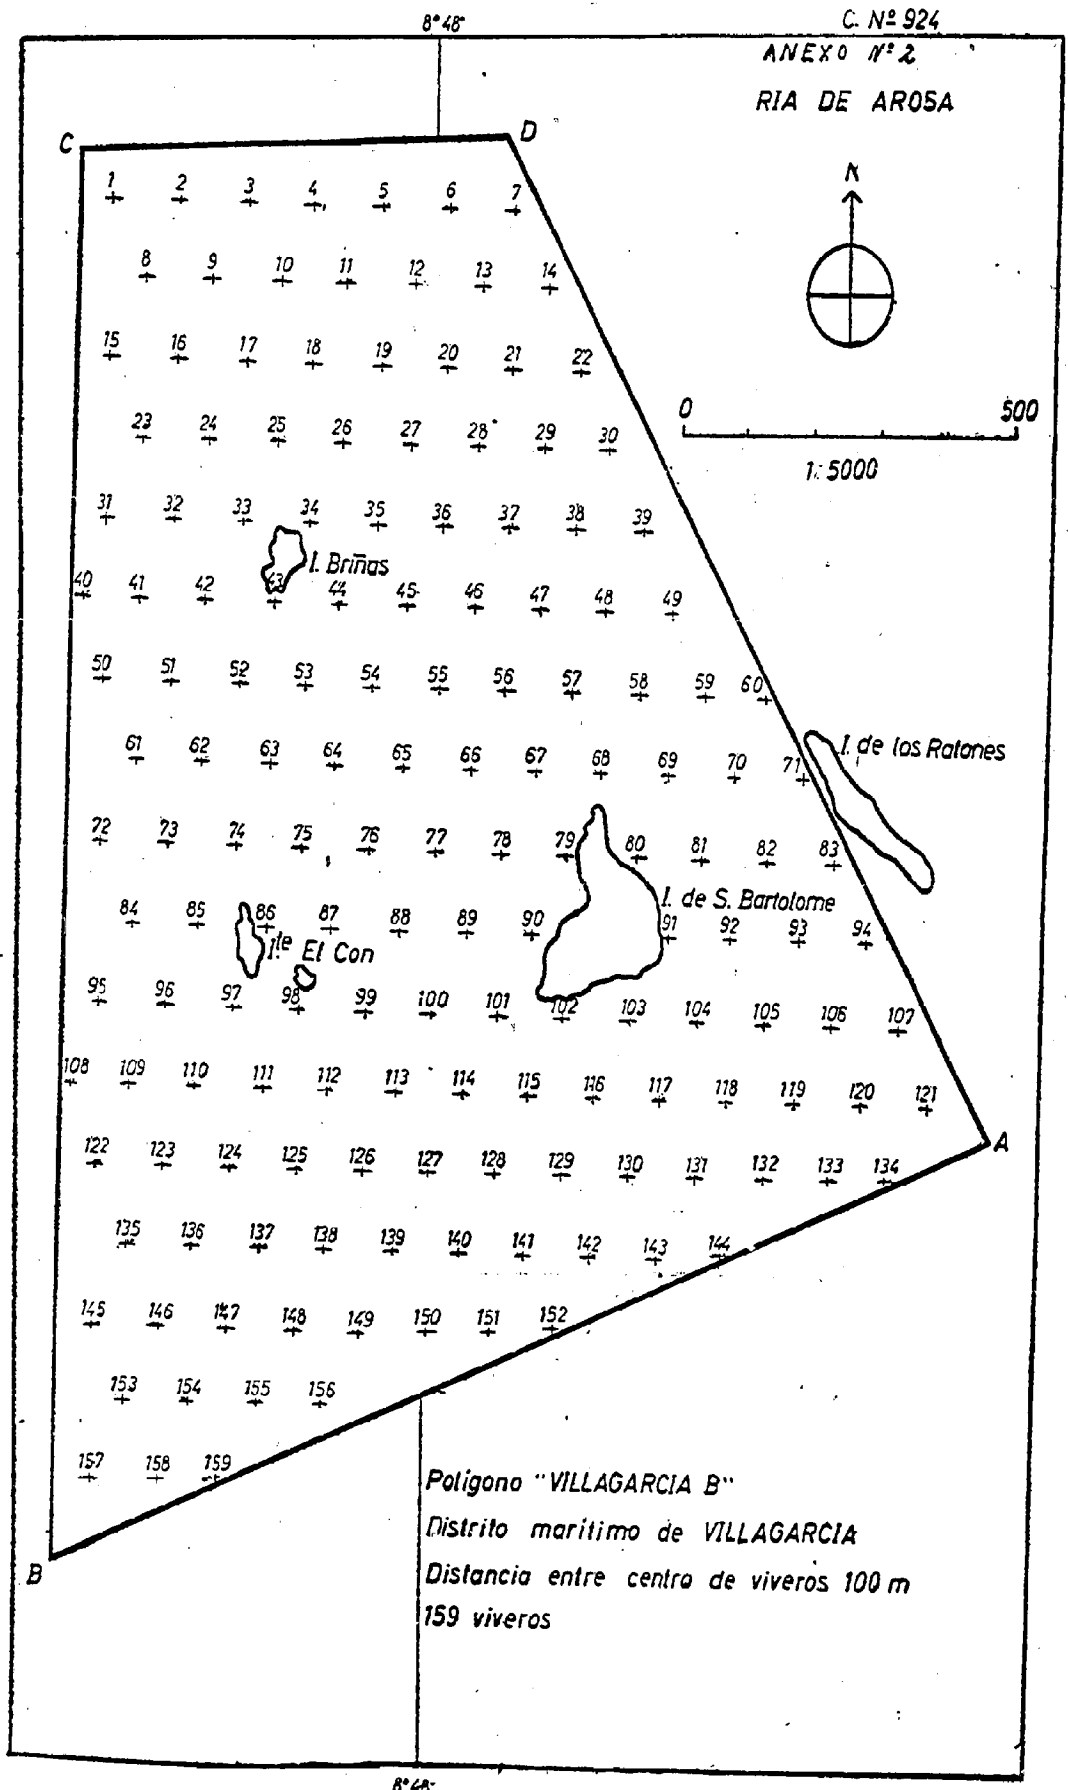 8°48'
C. Nº 924
ANEXO Nº 2
RIA DE AROSA
C D
N
1 2 3 4 5 6 7
8 9 10 11 12 13 14
15 16 17 18 19 20 21 22
0 500
1:5000
23 24 25 26 27 28 29 30
31 32 33 34 35 36 37 38 39
I. Briñas
40 41 42 43 44 45 46 47 48 49
50 51 52 53 54 55 56 57 58 59 60
61 62 63 64 65 66 67 68 69 70 71
I. de los Ratones
72 73 74 75 76 77 78 79 80 81 82 83
I. de S. Bartolome
84 85 86 87 88 89 90 91 92 93 94
I.te El Con
95 96 97 98 99 100 101 102 103 104 105 106 107
108 109 110 111 112 113 114 115 116 117 118 119 120 121
A
122 123 124 125 126 127 128 129 130 131 132 133 134
135 136 137 138 139 140 141 142 143 144
145 146 147 148 149 150 151 152
153 154 155 156
157 158 159
B
Poligono "VILLAGARCIA B"
Distrito marítimo de VILLAGARCIA
Distancia entre centro de viveros 100 m
159 viveros
8°48'